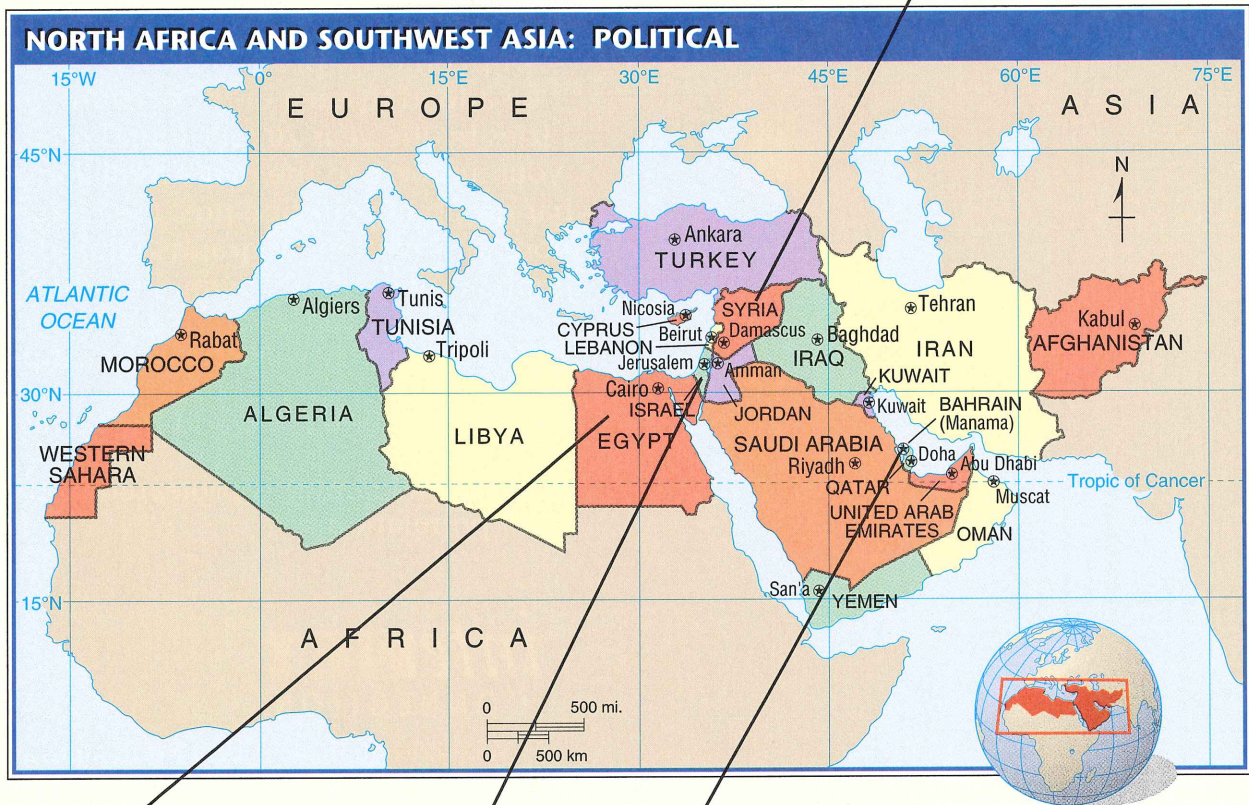 NORTH AFRICA AND SOUTHWEST ASIA: POLITICAL
15°W 0° 15°E 30°E 45°E 60°E 75°E
EUROPE
ASIA
45°N
N
Ankara
TURKEY
ATLANTIC
OCEAN
Algiers
Tunis
TUNISIA
Tripoli
Rabat
MOROCCO
Nicosia
CYPRUS
SYRIA
Beirut
Damascus
LEBANON
Baghdad
IRAQ
Tehran
IRAN
Kabul
AFGHANISTAN
Jerusalem
Amman
30°N
Cairo
ISRAEL
JORDAN
KUWAIT
Kuwait
BAHRAIN
(Manama)
ALGERIA
LIBYA
EGYPT
SAUDI ARABIA
Riyadh
Doha
QATAR
Abu Dhabi
WESTERN
SAHARA
Tropic of Cancer
Muscat
UNITED ARAB
EMIRATES
OMAN
San'a
YEMEN
15°N
AFRICA
0 500 mi.
0 500 km